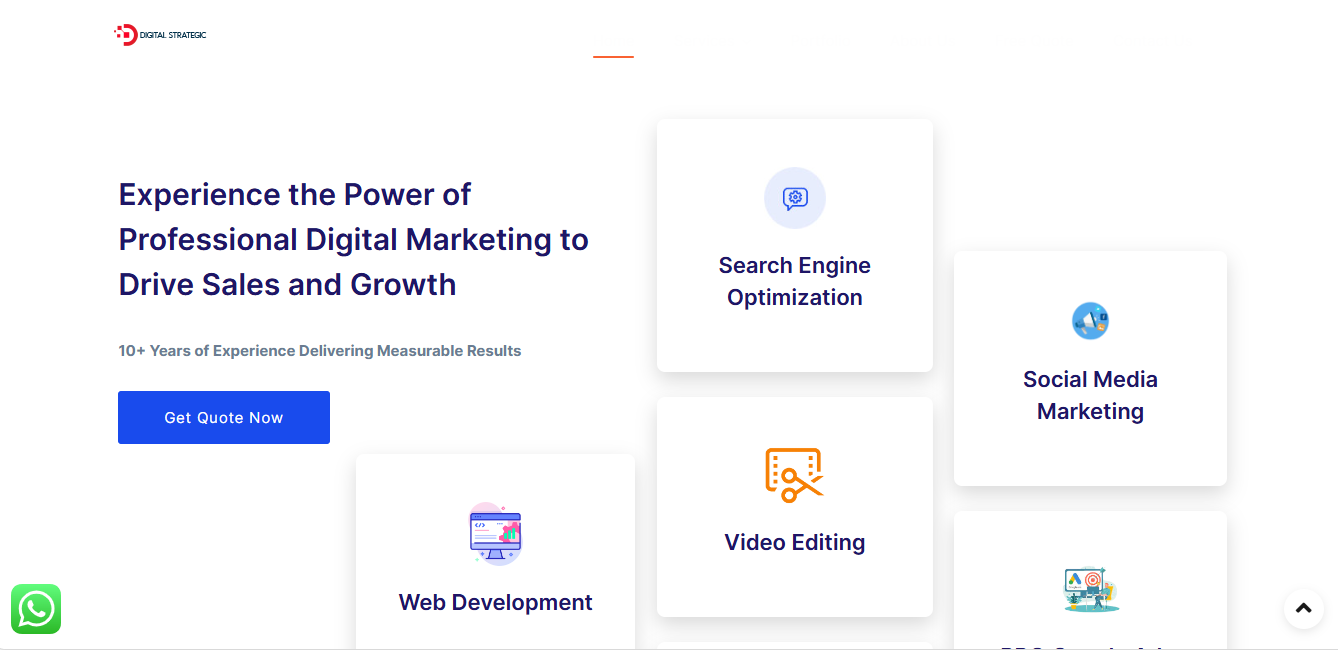 DIGITAL STRATEGIC
Experience the Power of
Professional Digital Marketing to
Drive Sales and Growth
10+ Years of Experience Delivering Measurable Results
Get Quote Now
Search Engine
Optimization
Social Media
Marketing
Video Editing
Web Development